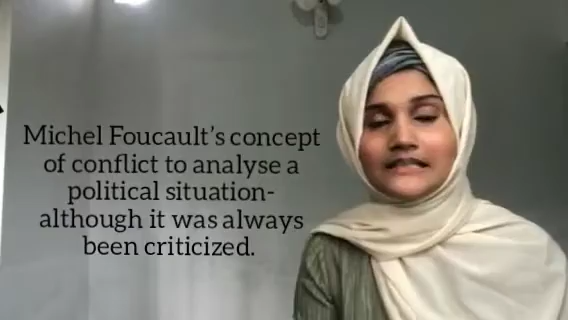 Michel Foucault's concept
of conflict to analyse a
political situation-
although it was always
been criticized.